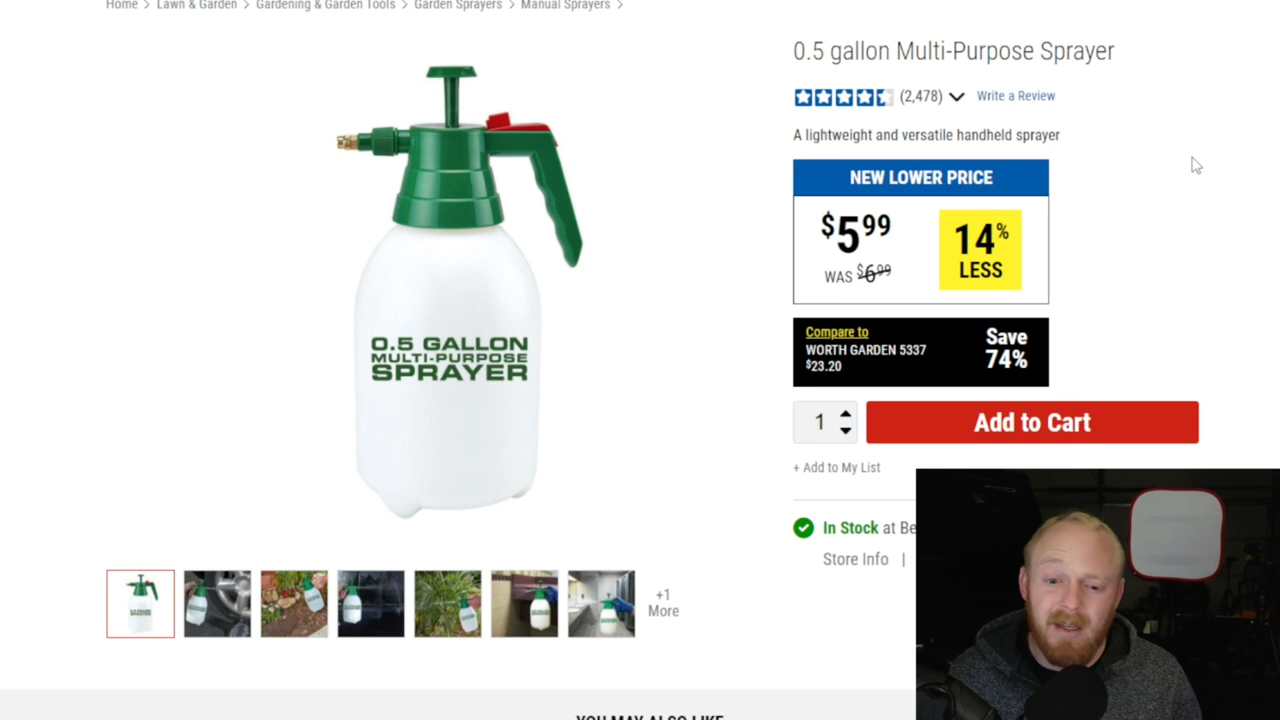 Home > Lawn & Garden > Gardening & Garden Tools > Garden Sprayers > Manual Sprayers >
0.5 gallon Multi-Purpose Sprayer
(2,478) Write a Review
A lightweight and versatile handheld sprayer
NEW LOWER PRICE
$5.99
WAS $6.99
14%
LESS
Compare to
WORTH GARDEN 5337
$23.20
Save
74%
1
Add to Cart
+ Add to My List
In Stock at Be
Store Info |
0.5 GALLON
MULTI-PURPOSE
SPRAYER
+1
More
YOU MAY ALSO LIKE